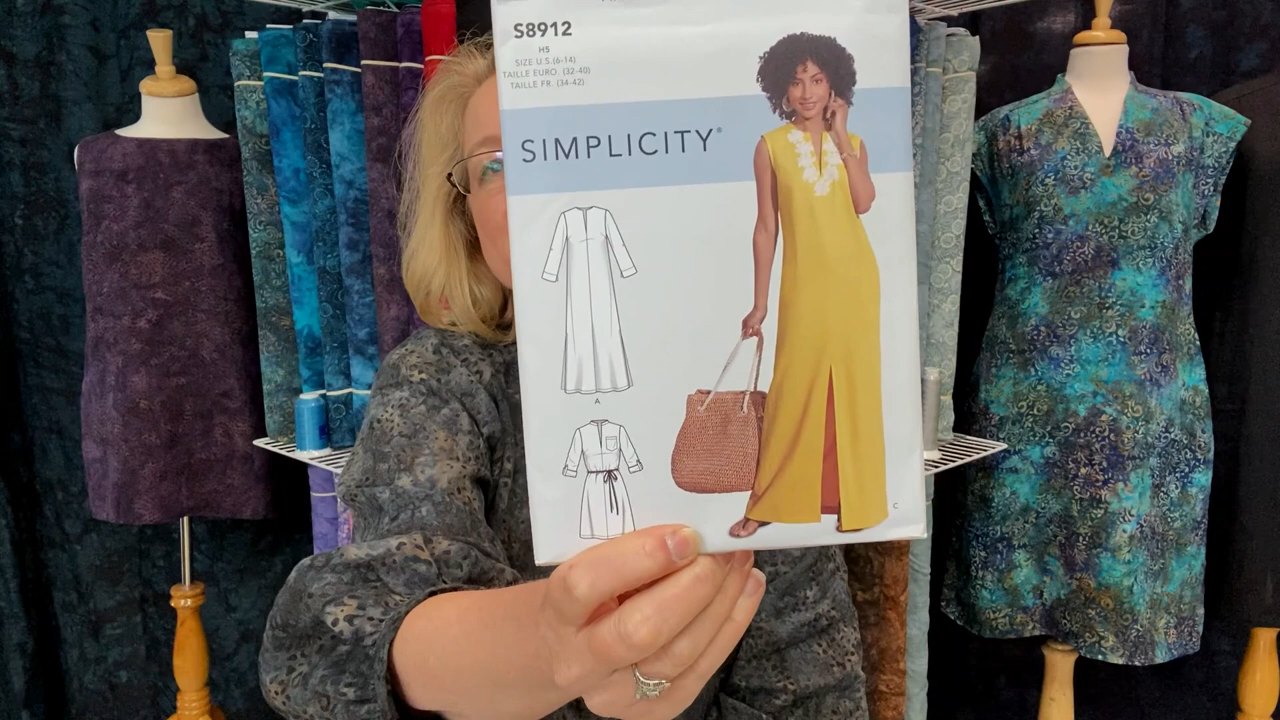 S8912
H5
SIZE U.S.(6-14)
TAILLE EURO. (32-40)
TAILLE FR. (34-42)
SIMPLICITY®
A
C